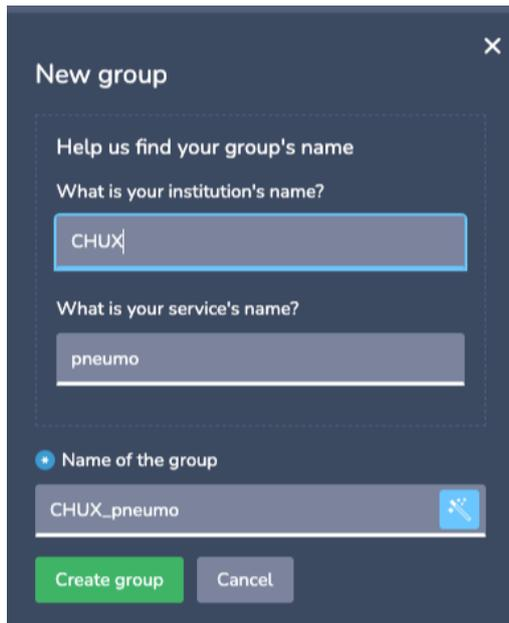 New group
Help us find your group's name
What is your institution's name?
CHUX
What is your service's name?
pneumo
Name of the group
CHUX_pneumo
Create group
Cancel